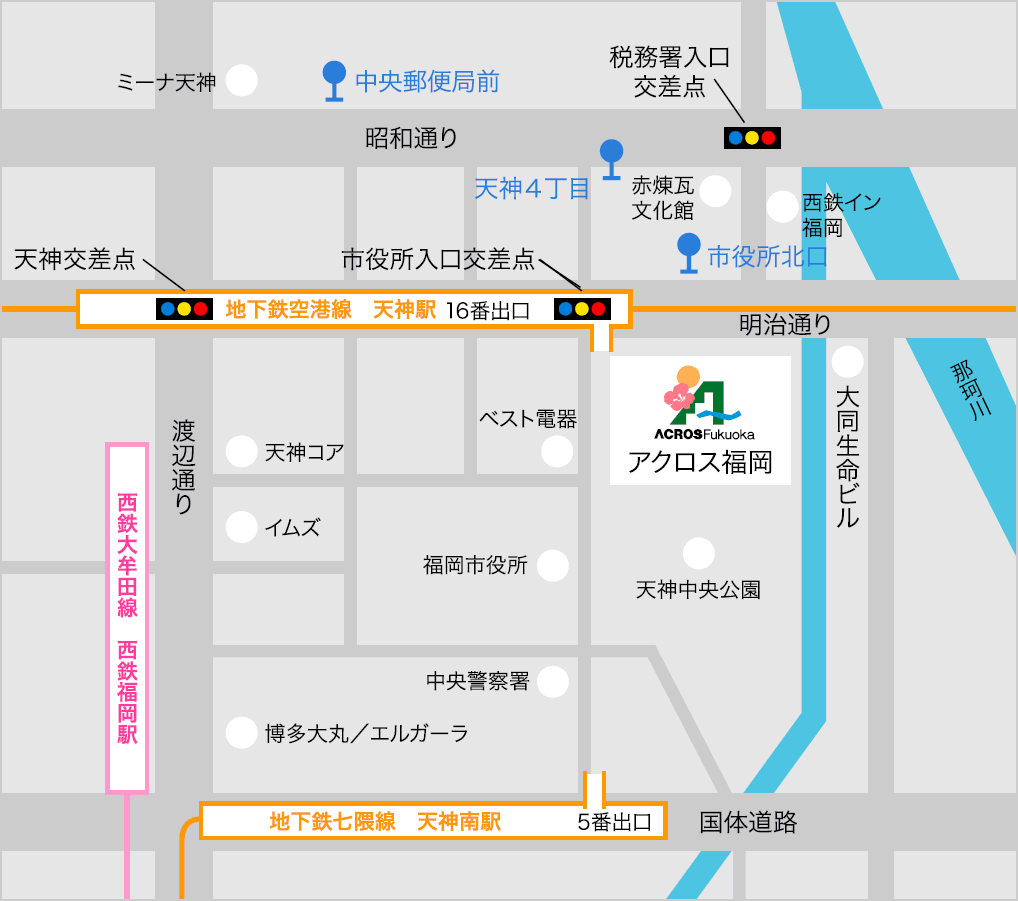 税務署入口
交差点
ミーナ天神
中央郵便局前
昭和通り
天神４丁目
赤煉瓦
文化館
西鉄イン
福岡
市役所北口
天神交差点
市役所入口交差点
地下鉄空港線　天神駅
16番出口
明治通り
那珂川
ACROSFukuoka
アクロス福岡
大同生命ビル
渡辺通り
ベスト電器
天神コア
西鉄大牟田線　西鉄福岡駅
イムズ
福岡市役所
天神中央公園
中央警察署
博多大丸／エルガーラ
地下鉄七隈線　天神南駅
5番出口
国体道路